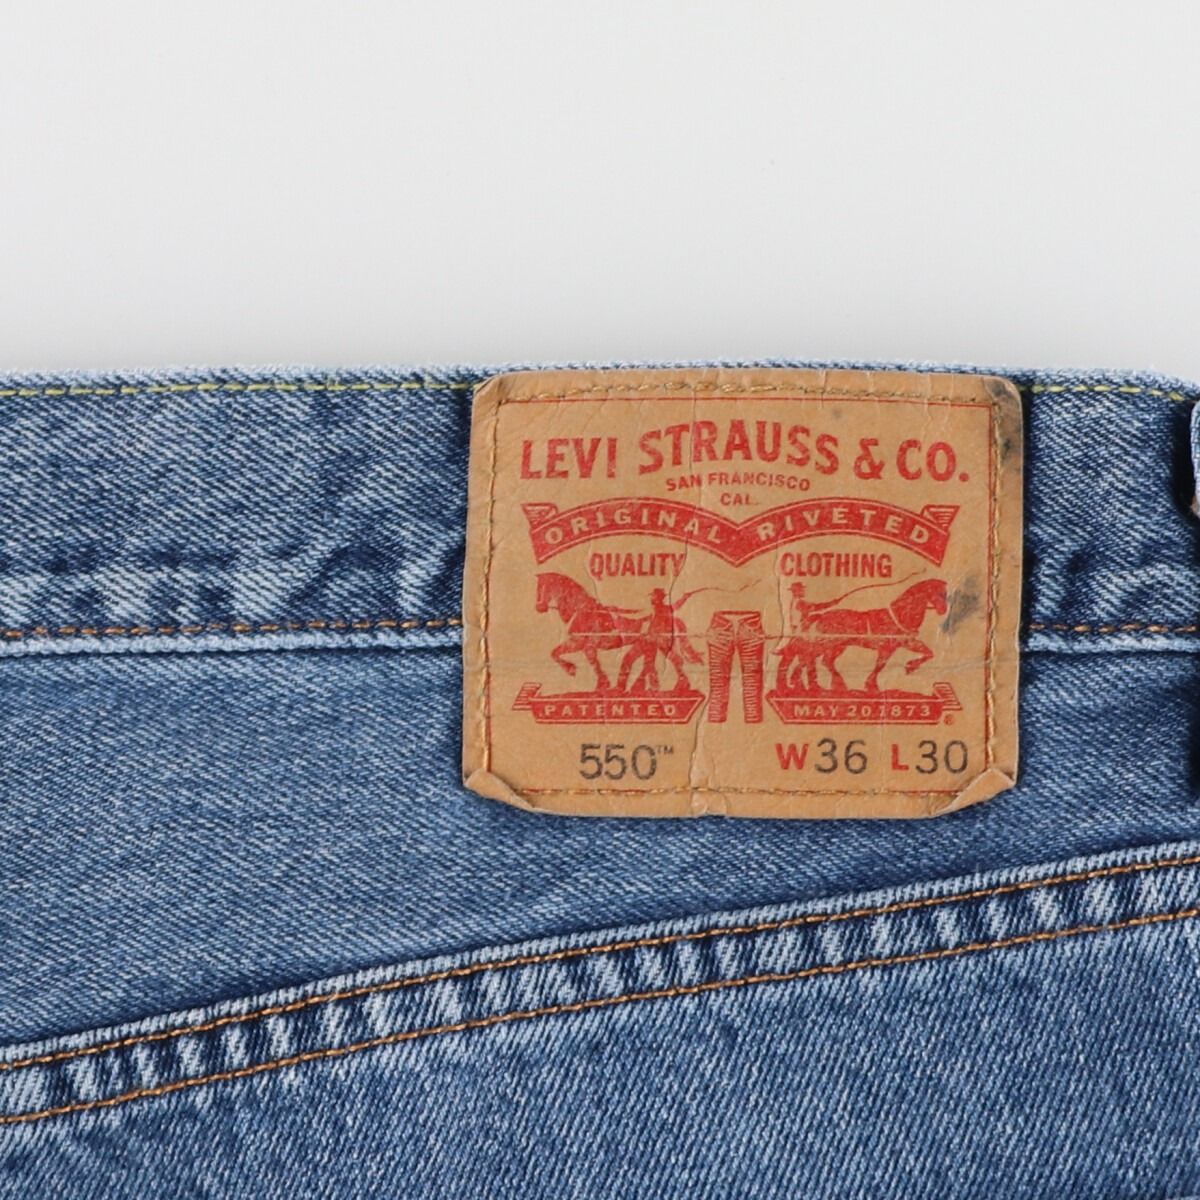 LEVI STRAUSS & CO.
SAN FRANCISCO
CAL.
ORIGINAL RIVETED
QUALITY CLOTHING
PATENTED MAY 20 1873 ®
550™ W36 L30